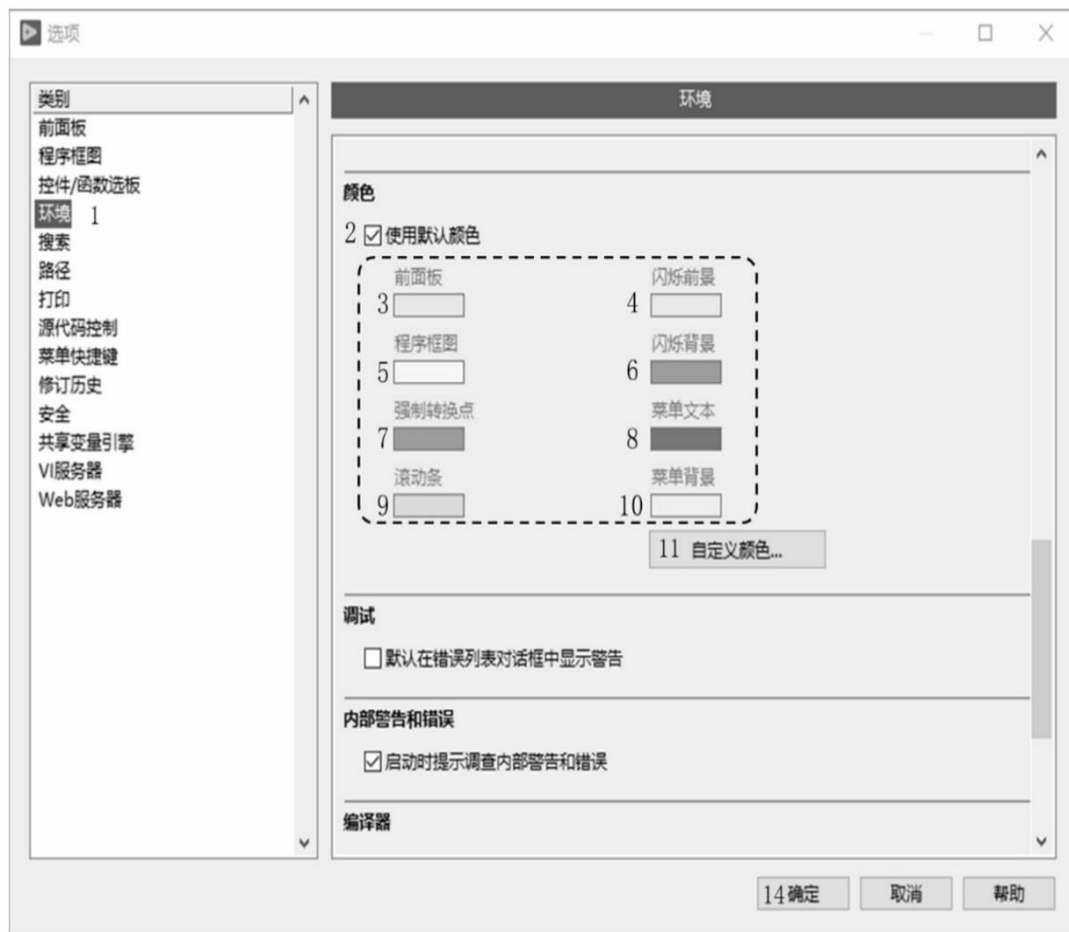 选项
类别
前面板
程序框图
控件/函数选板
环境 1
搜索
路径
打印
源代码控制
菜单快捷键
修订历史
安全
共享变量引擎
VI服务器
Web服务器
环境
颜色
2 使用默认颜色
前面板 闪烁前景
3 4
程序框图 闪烁背景
5 6
强制转换点 菜单文本
7 8
滚动条 菜单背景
9 10
11 自定义颜色...
调试
默认在错误列表对话框中显示警告
内部警告和错误
启动时提示调查内部警告和错误
编译器
14确定 取消 帮助